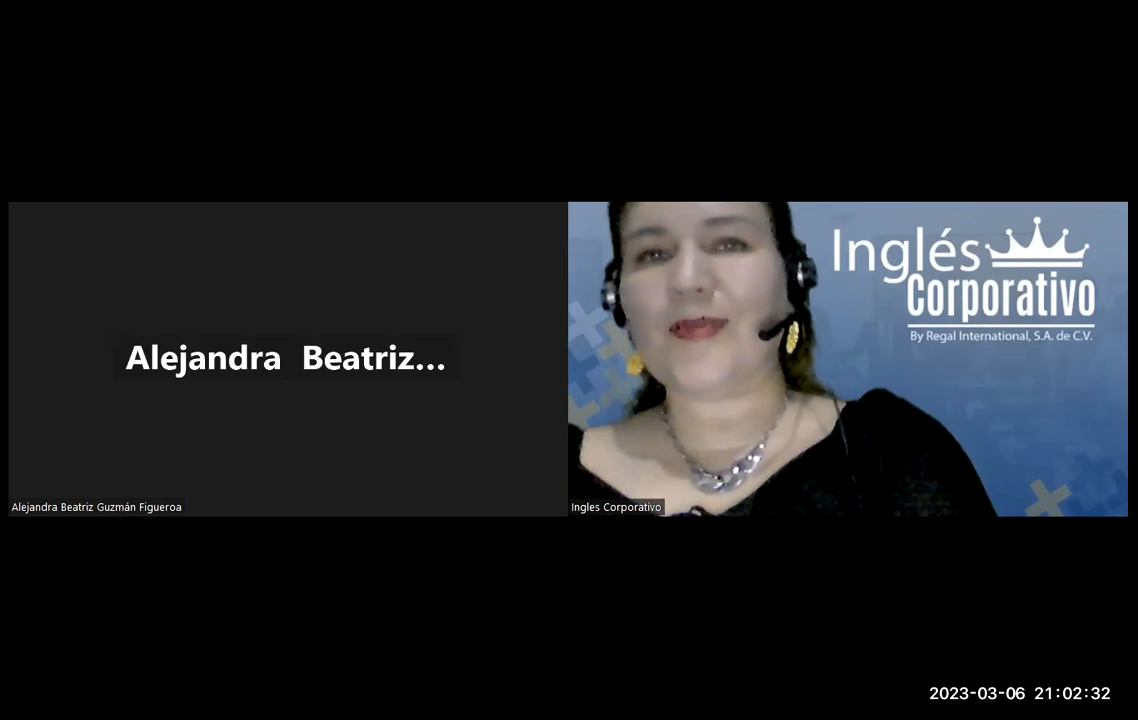 Alejandra Beatriz...
Alejandra Beatriz Guzmán Figueroa
Inglés
Corporativo
By Regal International, S.A. de C.V.
Ingles Corporativo
2023-03-06 21:02:32